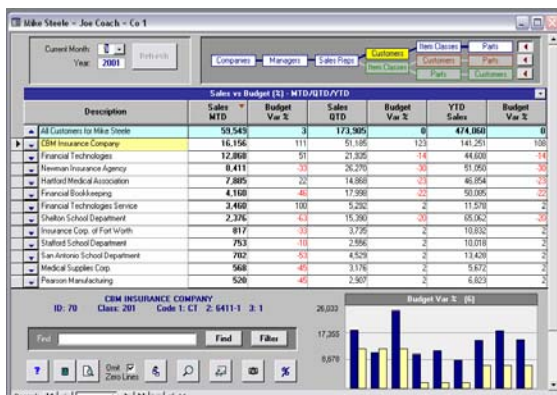 Mike Steele - Joe Coach - Co 1
Current Month:
Year: 2001
Refresh
Companies Managers Sales Reps Customers Item Classes Parts
Item Classes Customers Parts
Parts Customers
Sales vs Budget (%) - MTD/QTD/YTD
Description Sales MTD Budget Var % Sales QTD Budget Var % YTD Sales Budget Var %
All Customers for Mike Steele 59,549 3 173,905 0 474,060 0
CBM Insurance Company 16,156 111 51,185 123 141,251 108
Financial Technologies 12,060 51 21,935 -14 44,600 -14
Newman Insurance Agency 8,411 -33 26,270 -30 51,050 -30
Hartford Medical Association 7,885 22 14,868 -23 46,854 -23
Financial Bookkeeping 4,160 -46 17,998 -22 50,085 -22
Financial Technologies Service 3,460 100 5,292 2 11,578 2
Shelton School Department 2,376 -63 15,390 -20 65,062 -20
Insurance Corp. of Fort Worth 817 -33 3,735 2 10,832 2
Stafford School Department 753 -10 2,556 2 10,018 2
San Antonio School Department 702 -53 4,529 2 13,420 2
Medical Supplies Corp. 568 -45 3,176 2 5,672 2
Pearson Manufacturing 520 -45 2,907 2 6,823 2
CBM INSURANCE COMPANY
ID: 70 Class: 201 Code 1: CT 2: 6411-1 3: 1
Find Find Filter
Omit Zero Lines
Budget Var % [6]
26,033
17,355
8,678